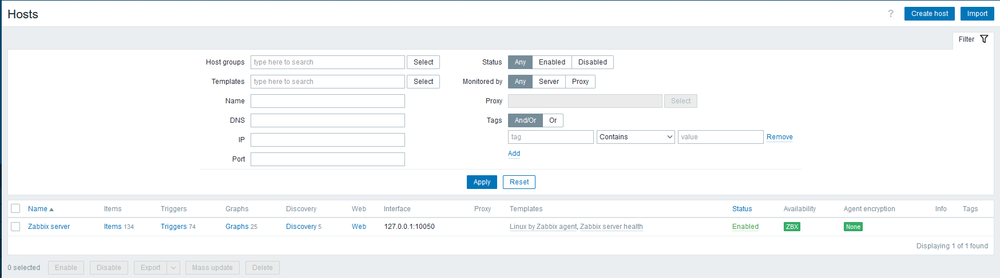 Hosts
? Create host Import
Filter
Host groups type here to search Select Status Any Enabled Disabled
Templates type here to search Select Monitored by Any Server Proxy
Name Proxy Select
DNS Tags And/Or Or
IP tag Contains value Remove
Add
Port
Apply Reset
Name Items Triggers Graphs Discovery Web Interface Proxy Templates Status Availability Agent encryption Info Tags
Zabbix server Items 134 Triggers 74 Graphs 25 Discovery 5 Web 127.0.0.1:10050 Linux by Zabbix agent, Zabbix server health Enabled ZBX None
Displaying 1 of 1 found
0 selected Enable Disable Export Mass update Delete